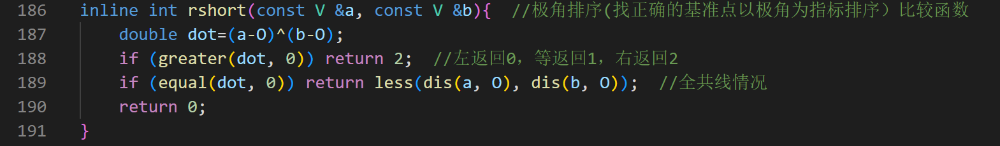 186 inline int rshort(const V &a, const V &b){ //极角排序(找正确的基准点以极角为指标排序）比较函数
187 double dot=(a-O)^(b-O);
188 if (greater(dot, 0)) return 2; //左返回0，等返回1，右返回2
189 if (equal(dot, 0)) return less(dis(a, O), dis(b, O)); //全共线情况
190 return 0;
191 }